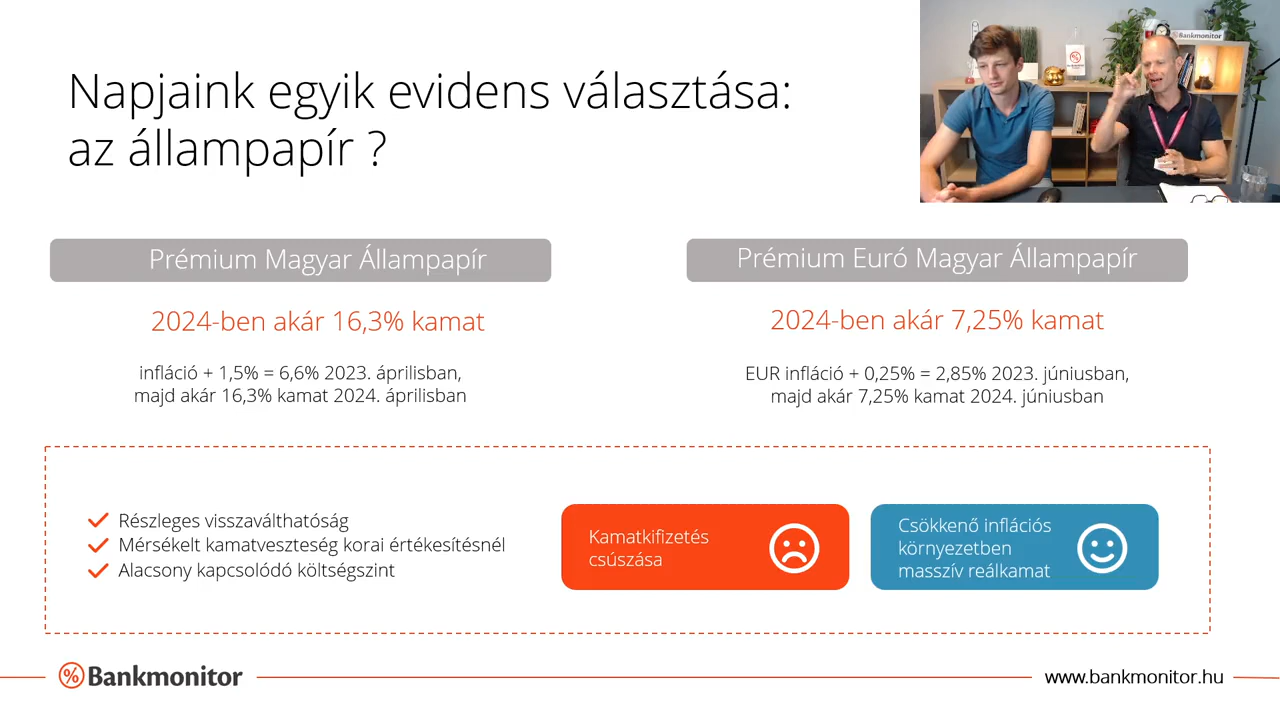 Napjaink egyik evidens választása:
az állampapír ?
Bankmonitor
Prémium Magyar Állampapír
2024-ben akár 16,3% kamat
infláció + 1,5% = 6,6% 2023. áprilisban,
majd akár 16,3% kamat 2024. áprilisban
Prémium Euró Magyar Állampapír
2024-ben akár 7,25% kamat
EUR infláció + 0,25% = 2,85% 2023. júniusban,
majd akár 7,25% kamat 2024. júniusban
Részleges visszaválthatóság
Mérsékelt kamatveszteség korai értékesítésnél
Alacsony kapcsolódó költségszint
Kamatkifizetés
csúszása
Csökkenő inflációs
környezetben
masszív reálkamat
% Bankmonitor
www.bankmonitor.hu